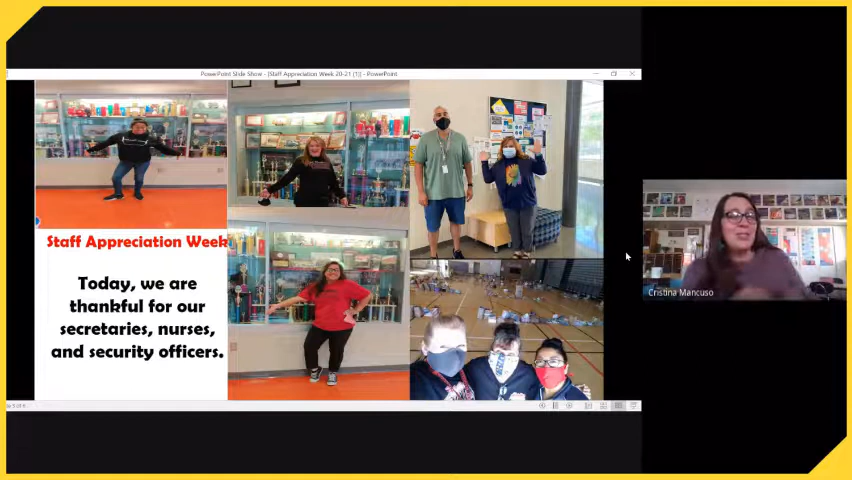 PowerPoint Slide Show - [Staff Appreciation Week 20-21 (1)] - PowerPoint
Staff Appreciation Week
Today, we are
thankful for our
secretaries, nurses,
and security officers.
Cristina Mancuso